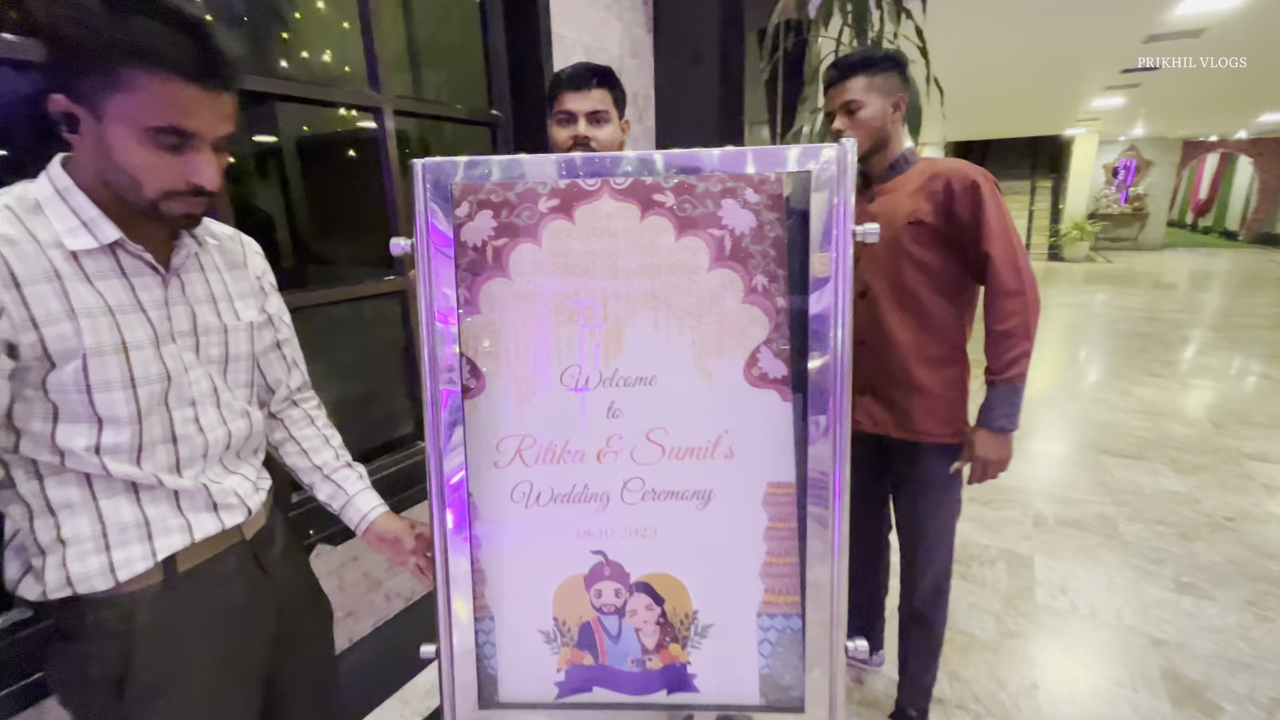 PRIKHIL VLOGS
Welcome
to
Ritika & Sumit's
Wedding Ceremony
18.10.2023